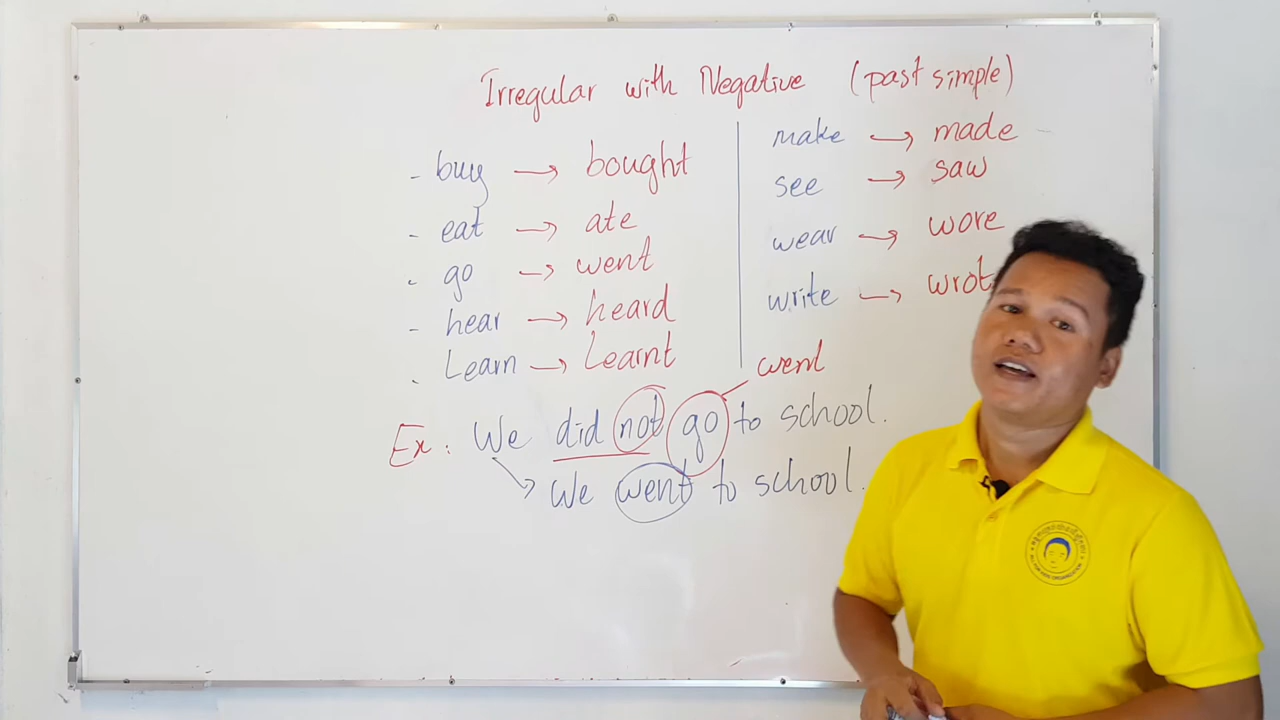 Irregular with Negative (past simple)
- buy → bought
- eat → ate
- go → went
- hear → heard
- Learn → Learnt
make → made
see → saw
wear → wore
write → wrot
went
Ex: We did not go to school.
We went to school.